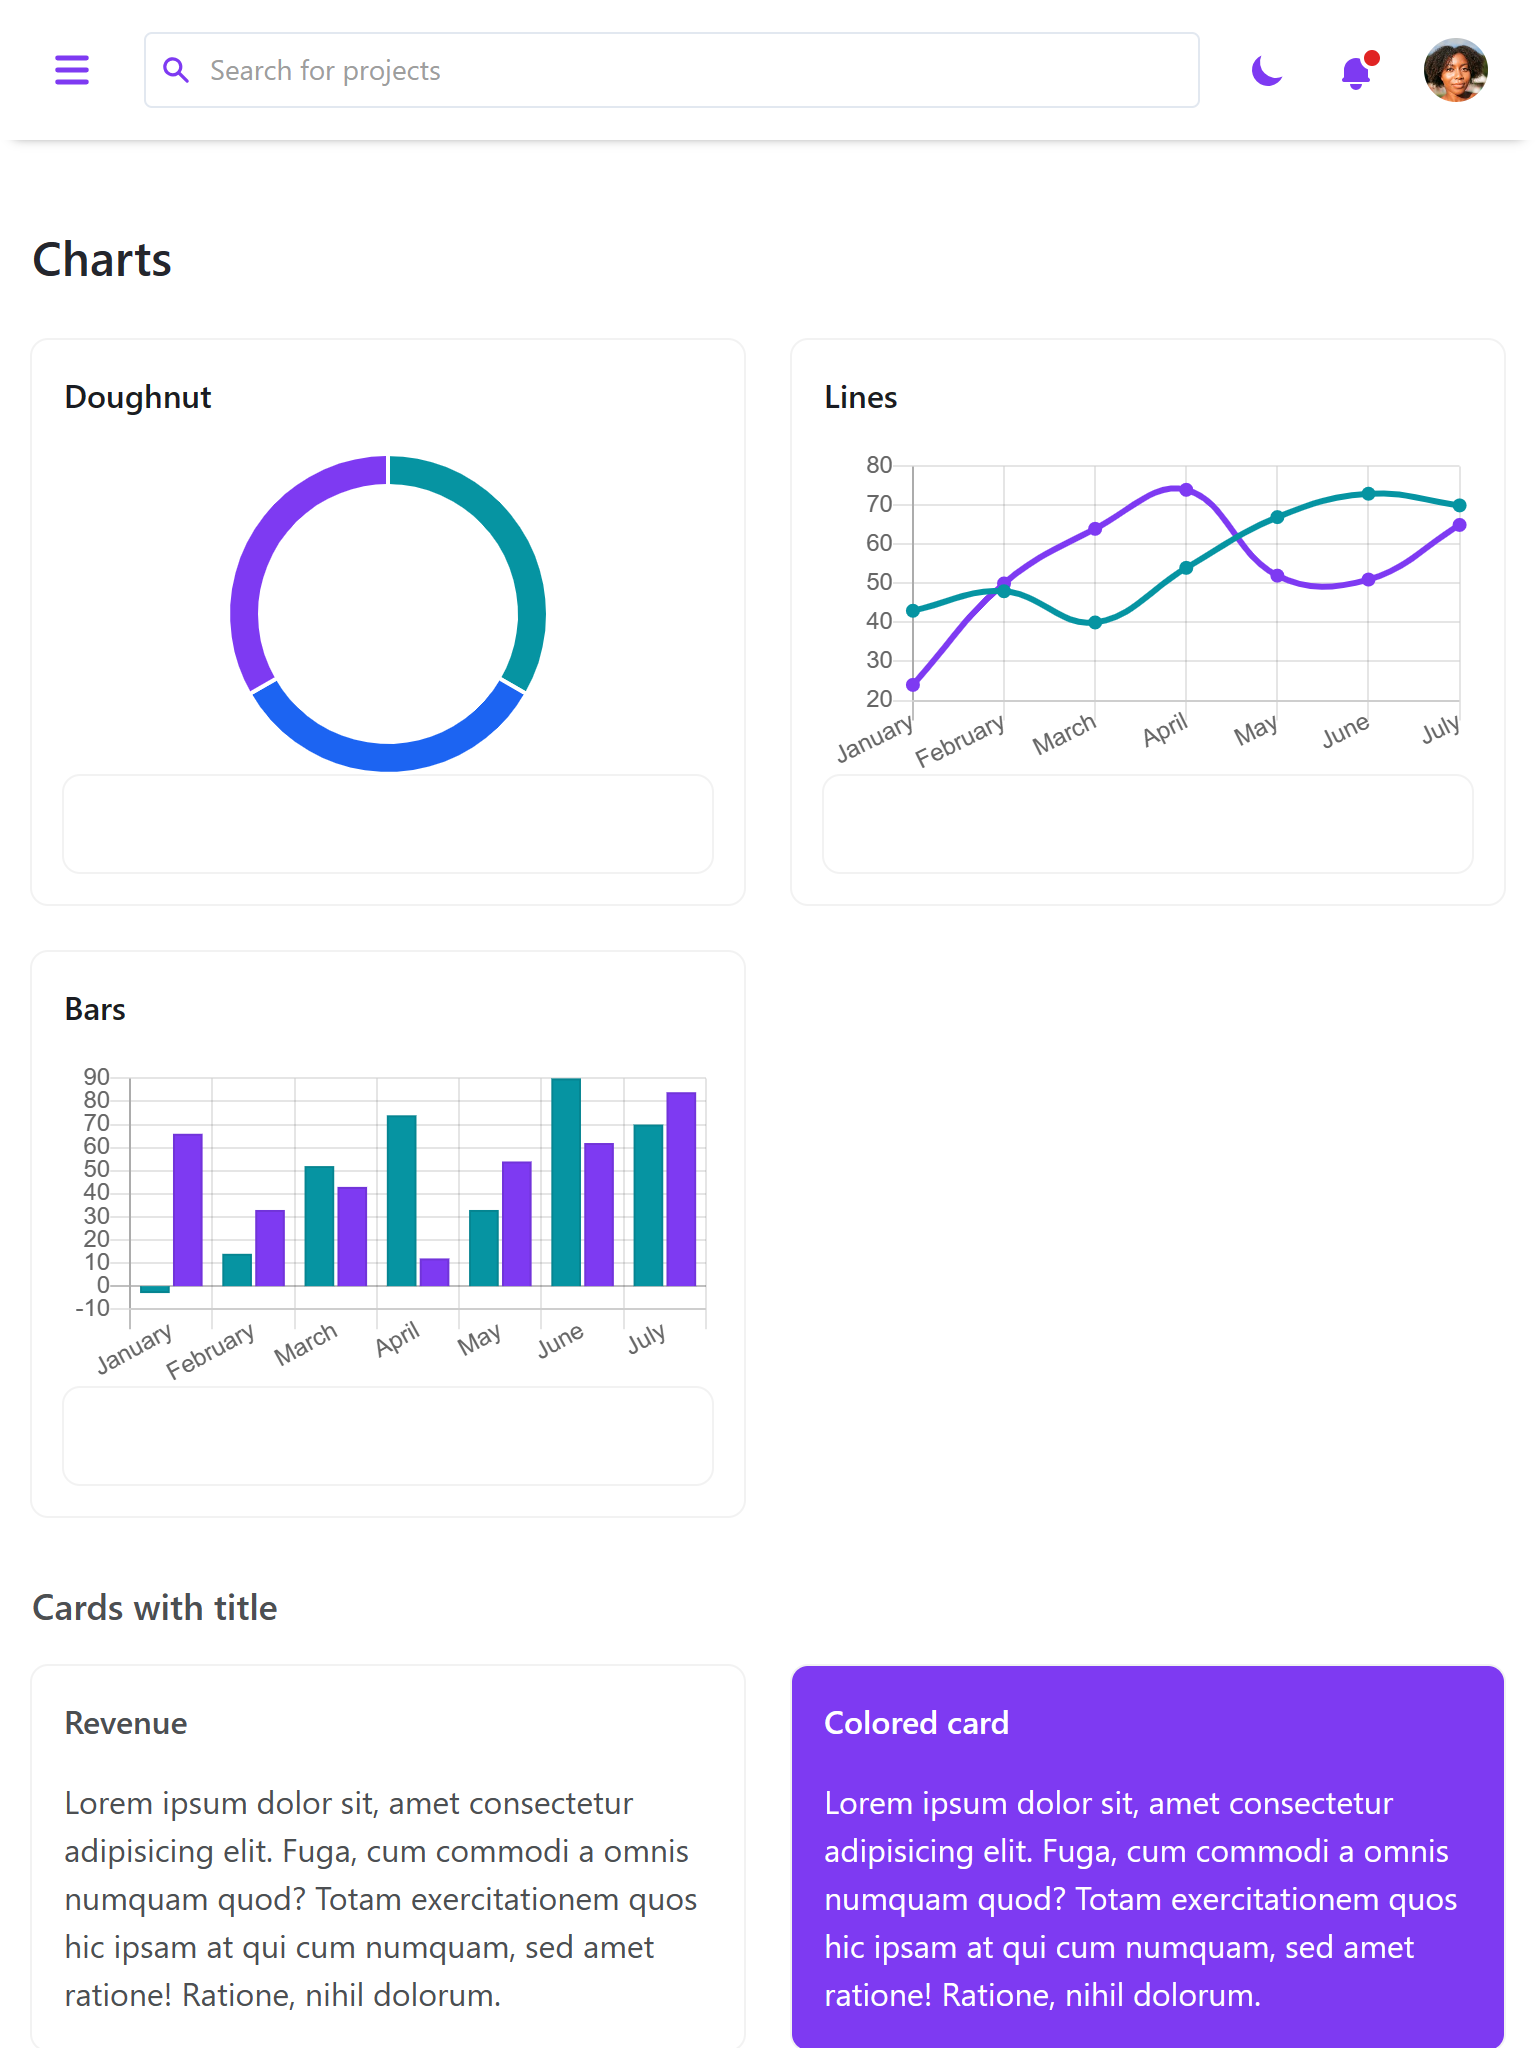 Search for projects
Charts
Doughnut
Lines
80
70
60
50
40
30
20
January
February
March
April
May
June
July
Bars
90
80
70
60
50
40
30
20
10
0
-10
January
February
March
April
May
June
July
Cards with title
Revenue
Lorem ipsum dolor sit, amet consectetur
adipisicing elit. Fuga, cum commodi a omnis
numquam quod? Totam exercitationem quos
hic ipsam at qui cum numquam, sed amet
ratione! Ratione, nihil dolorum.
Colored card
Lorem ipsum dolor sit, amet consectetur
adipisicing elit. Fuga, cum commodi a omnis
numquam quod? Totam exercitationem quos
hic ipsam at qui cum numquam, sed amet
ratione! Ratione, nihil dolorum.